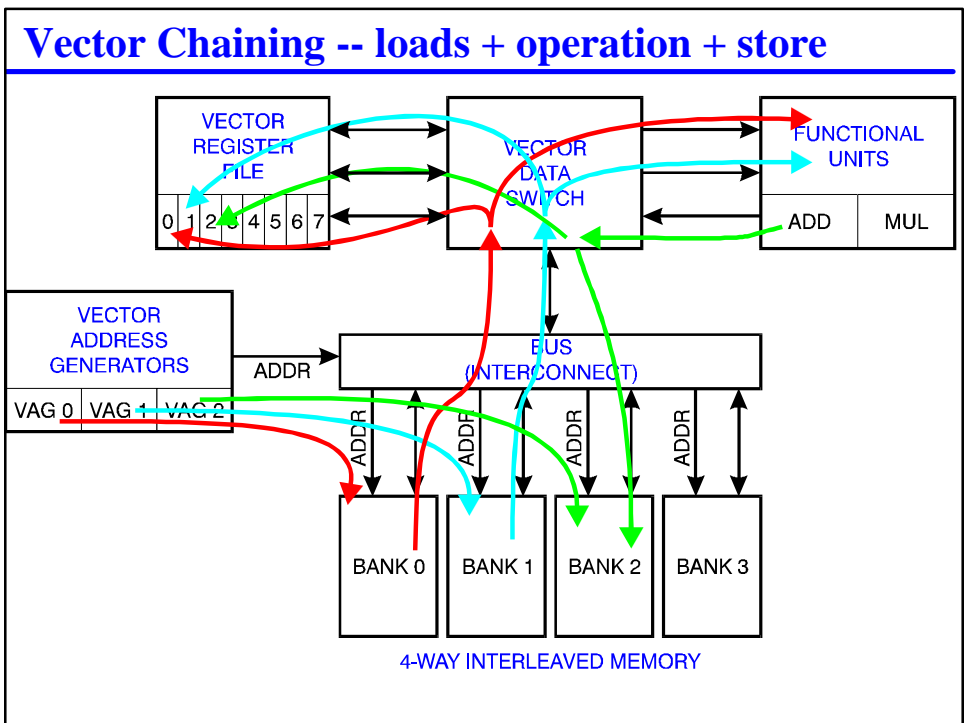 Vector Chaining -- loads + operation + store
VECTOR
REGISTER
FILE
0 1 2 3 4 5 6 7
VECTOR
DATA
SWITCH
FUNCTIONAL
UNITS
ADD MUL
VECTOR
ADDRESS
GENERATORS
VAG 0 VAG 1 VAG 2
ADDR
BUS
(INTERCONNECT)
ADDR ADDR ADDR ADDR
BANK 0 BANK 1 BANK 2 BANK 3
4-WAY INTERLEAVED MEMORY